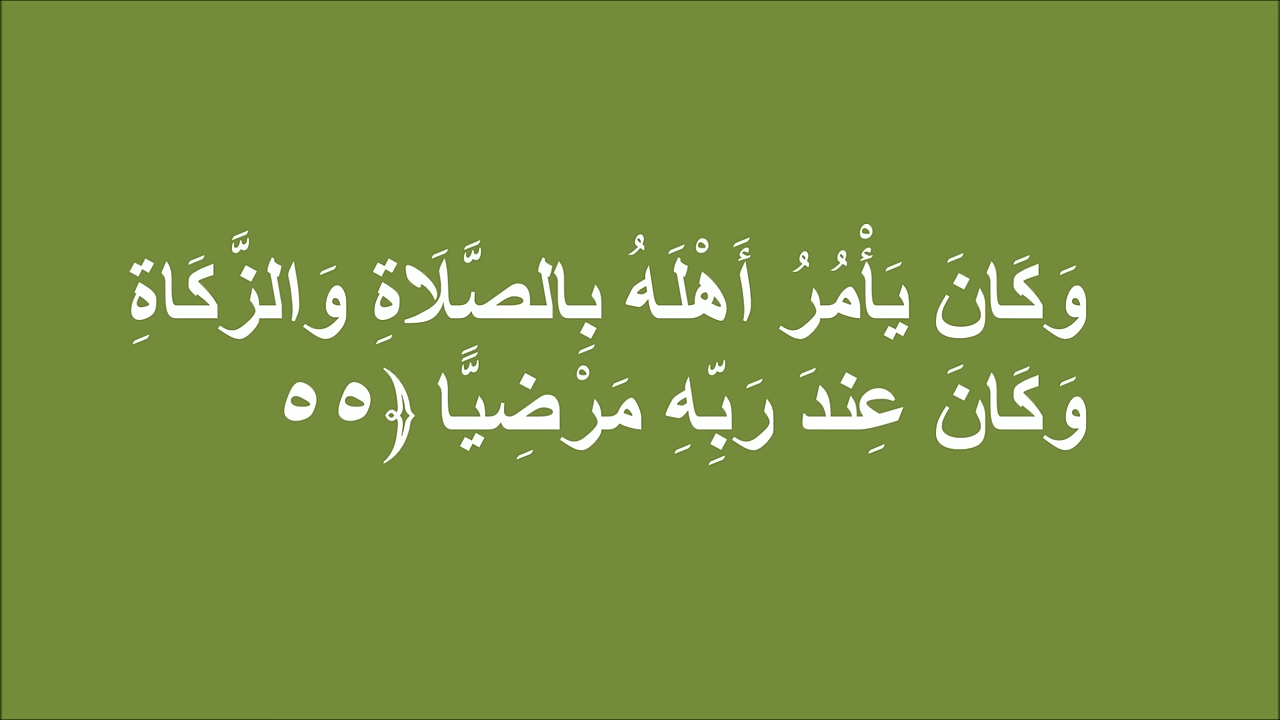 وَكَانَ يَأْمُرُ أَهْلَهُ بِالصَّلَاةِ وَالزَّكَاةِ
وَكَانَ عِندَ رَبِّهِ مَرْضِيًّا ﴿٥٥